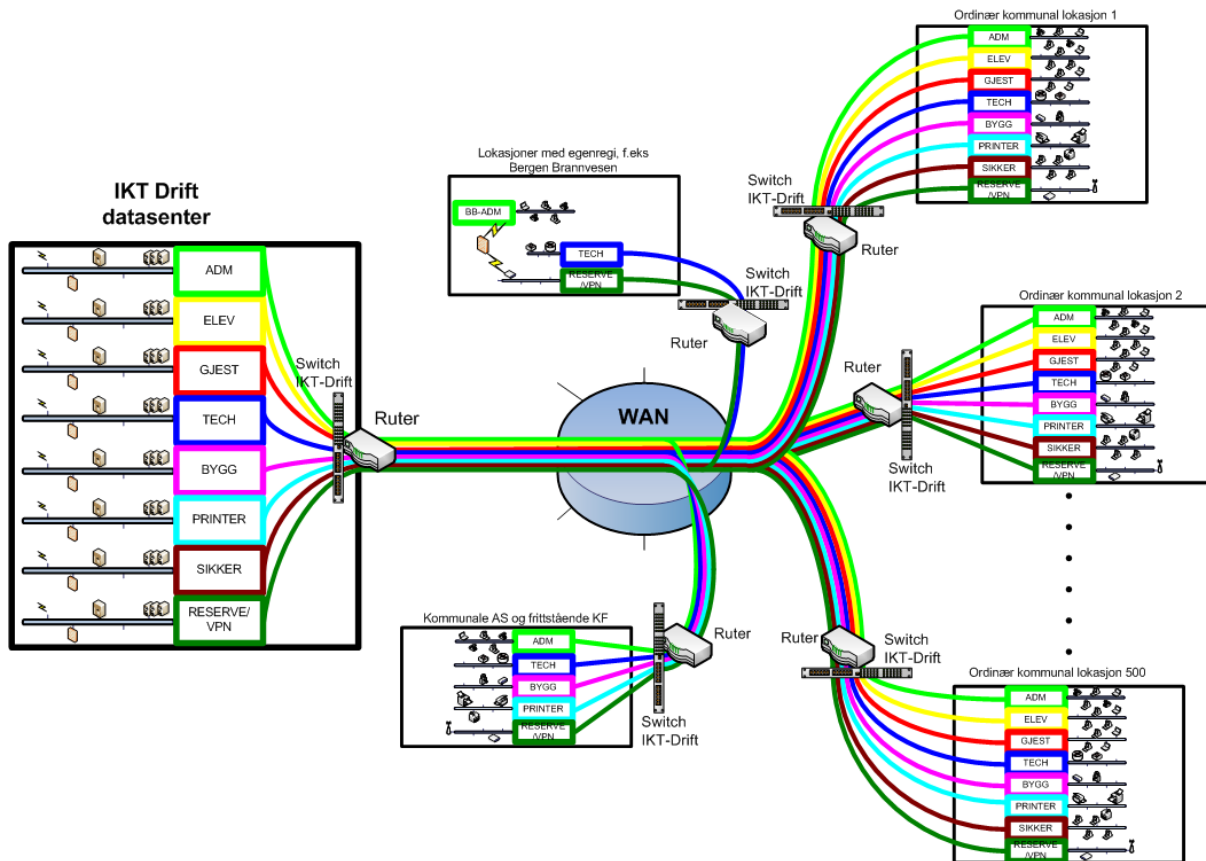 Ordinær kommunal lokasjon 1
ADM
ELEV
GJEST
TECH
BYGG
PRINTER
SIKKER
RESERVE
/VPN
Switch
IKT-Drift
Ruter
Lokasjoner med egenregi, f.eks
Bergen Brannvesen
BB-ADM
TECH
RESERVE
/VPN
Switch
IKT-Drift
Ruter
IKT Drift
datasenter
ADM
ELEV
GJEST
TECH
BYGG
PRINTER
SIKKER
RESERVE/
VPN
Switch
IKT-Drift
Ruter
WAN
Ordinær kommunal lokasjon 2
ADM
ELEV
GJEST
TECH
BYGG
PRINTER
SIKKER
RESERVE
/VPN
Ruter
Switch
IKT-Drift
Kommunale AS og frittstående KF
ADM
TECH
BYGG
PRINTER
RESERVE
/VPN
Ruter
Switch
IKT-Drift
Ruter
Switch
IKT-Drift
Ordinær kommunal lokasjon 500
ADM
ELEV
GJEST
TECH
BYGG
PRINTER
SIKKER
RESERVE
/VPN